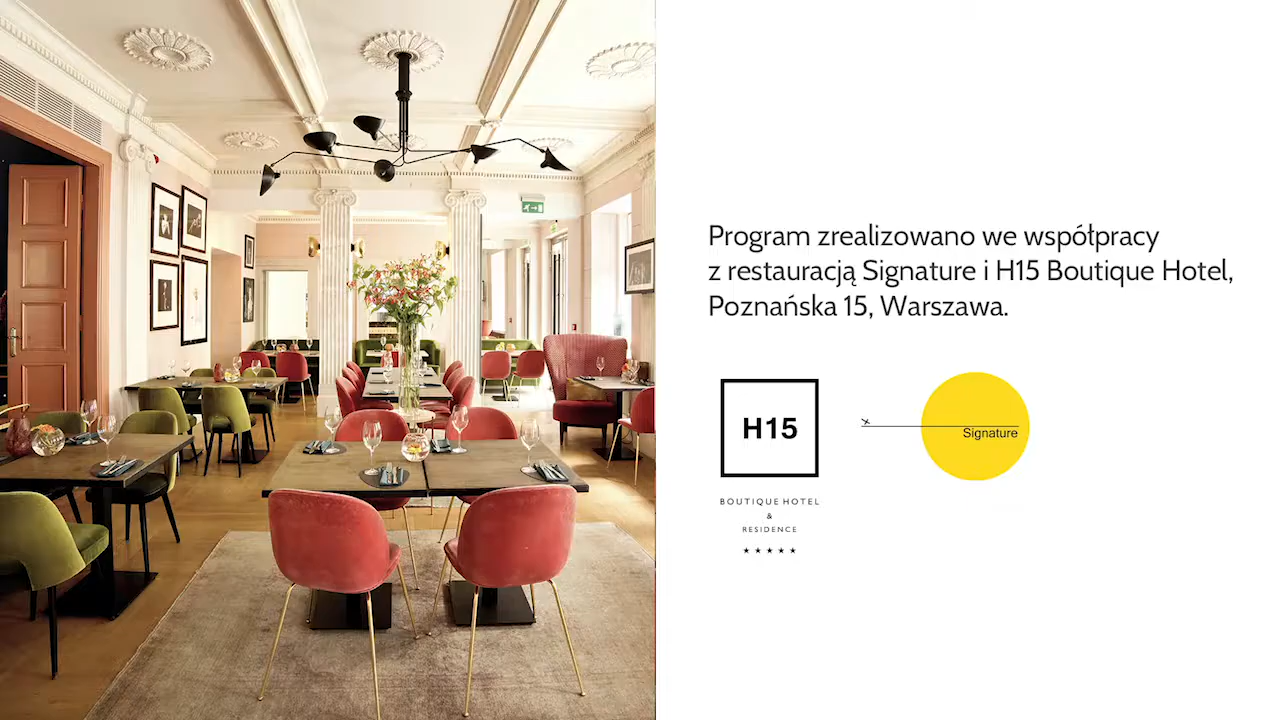 Program zrealizowano we współpracy
z restauracją Signature i H15 Boutique Hotel,
Poznańska 15, Warszawa.
H15
BOUTIQUE HOTEL
&
RESIDENCE
Signature